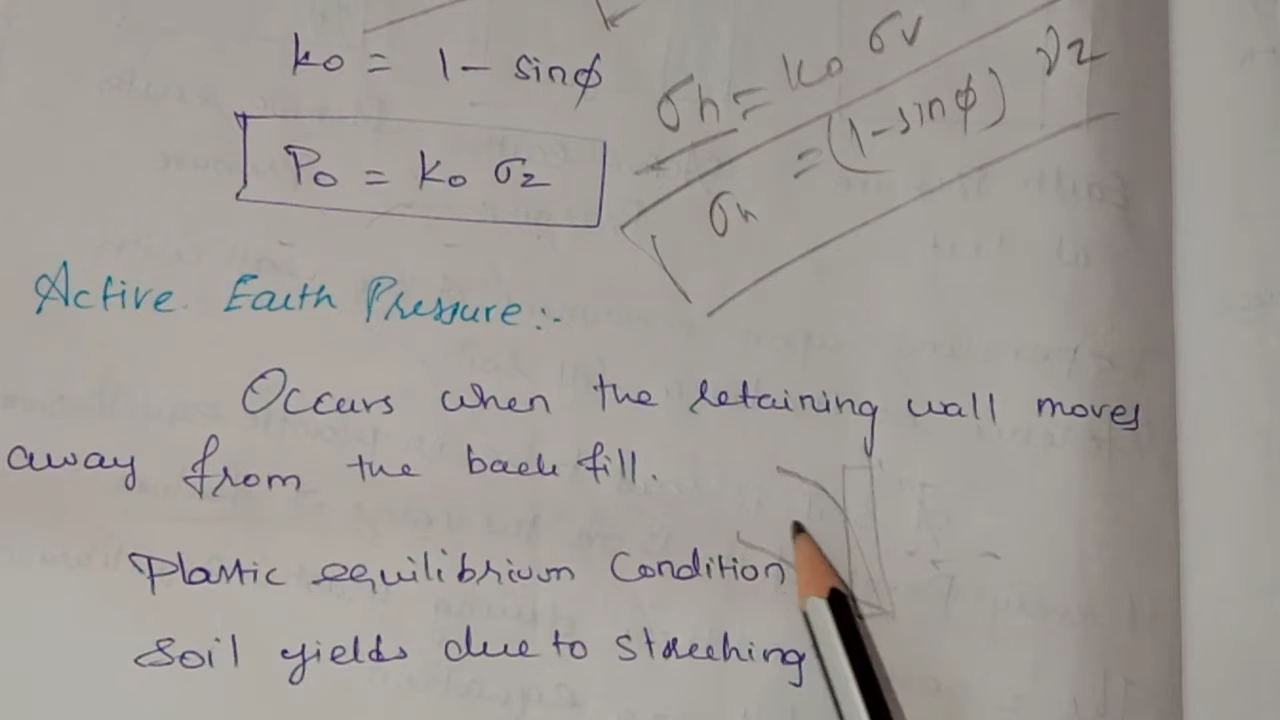 k₀ = 1 - sinϕ
P₀ = k₀ σz
σh = k₀ σv
= (1-sinϕ) γz
σh
Active Earth Pressure:-
Occurs when the retaining wall moves
away from the back fill.
Plastic equilibrium Condition
Soil yields due to streching